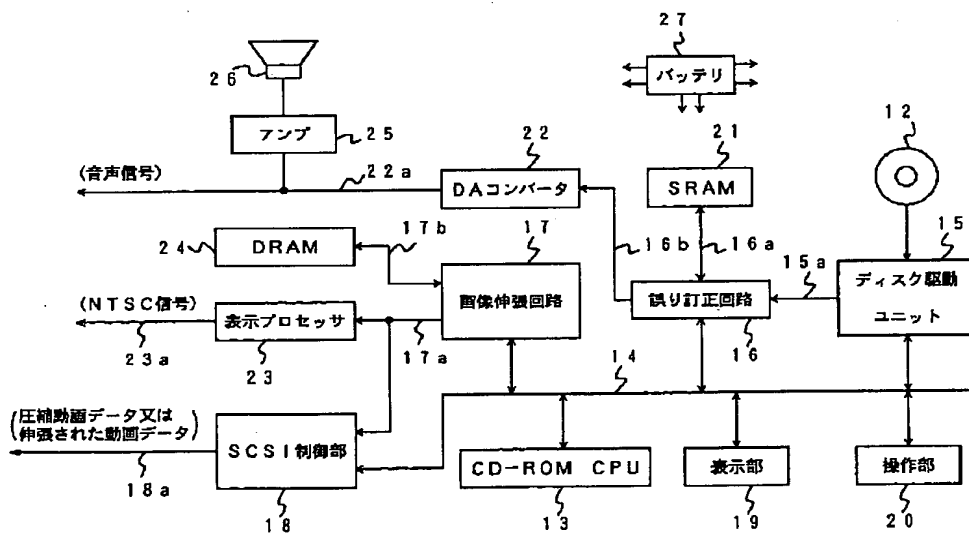 27
バッテリ
26
12
アンプ
25
22
21
(音声信号)
22a
DAコンバータ
SRAM
15
17b
17
16b
16a
15a
24
DRAM
ディスク駆動
ユニット
画像伸張回路
誤り訂正回路
(NTSC信号)
表示プロセッサ
17a
16
23a
23
14
(圧縮動画データ又は
伸張された動画データ)
SCSI制御部
CD-ROM CPU
表示部
操作部
18a
18
13
19
20